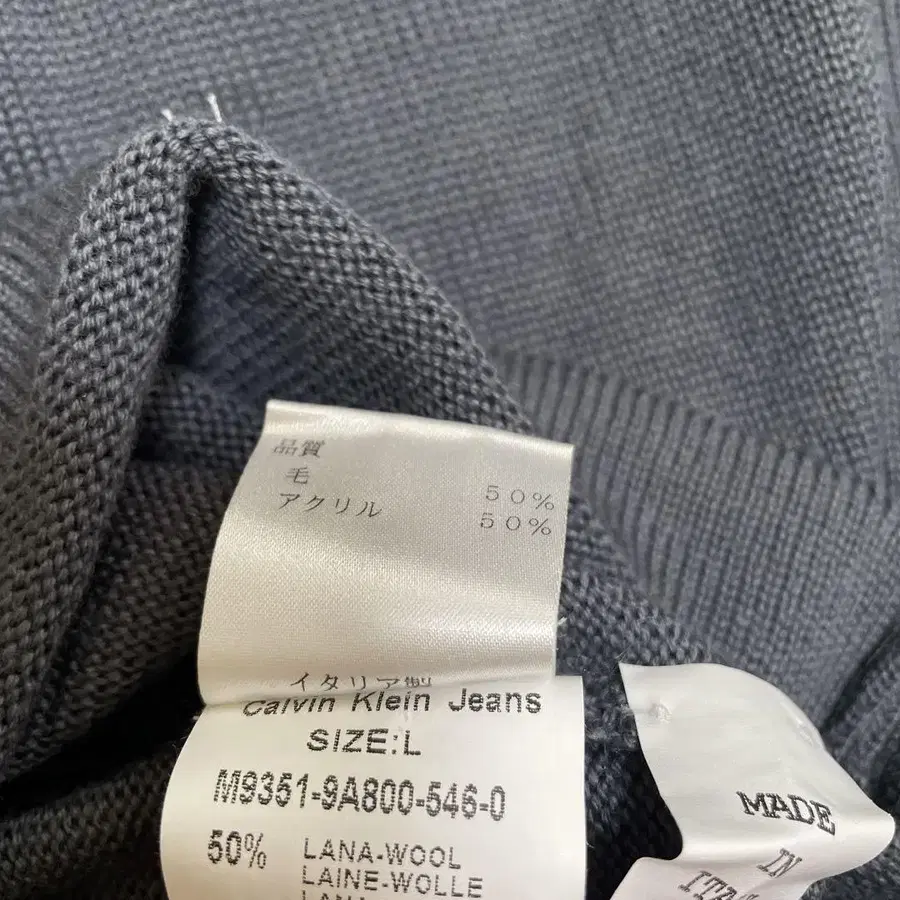 品質
毛 50%
アクリル 50%
イタリア製
Calvin Klein Jeans
SIZE:L
M9351-9A800-546-0
50% LANA-WOOL
LAINE-WOLLE
MADE
IN